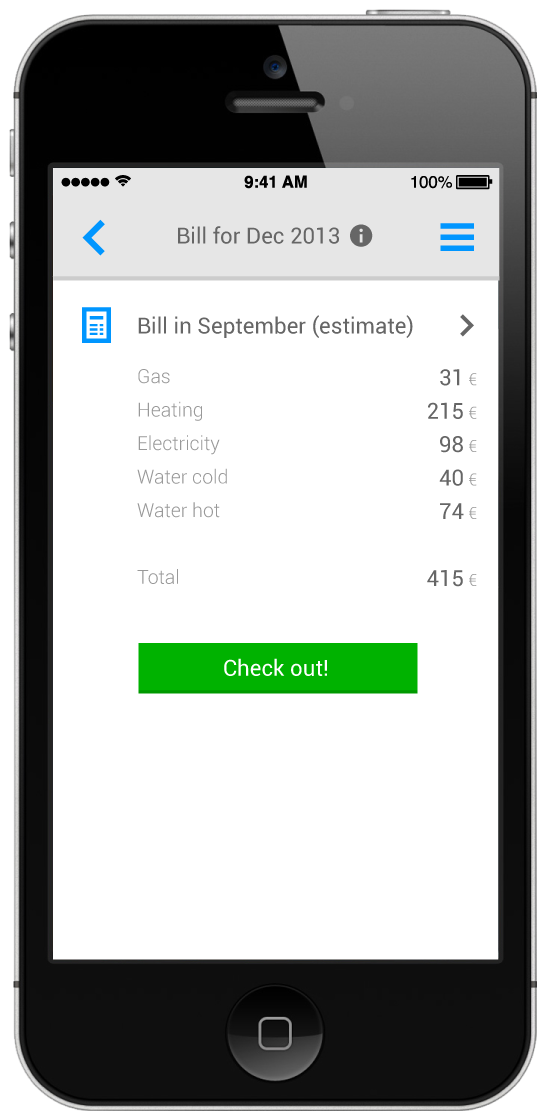 9:41 AM 100%
Bill for Dec 2013
Bill in September (estimate)
Gas 31 €
Heating 215 €
Electricity 98 €
Water cold 40 €
Water hot 74 €
Total 415 €
Check out!